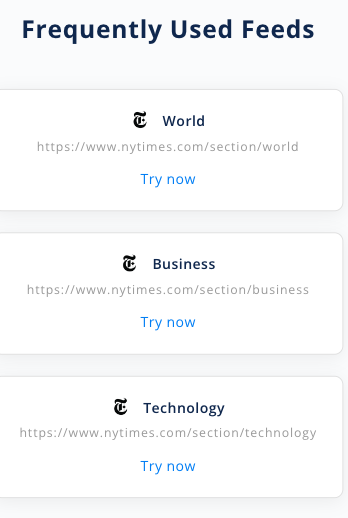 Frequently Used Feeds
World
https://www.nytimes.com/section/world
Try now
Business
https://www.nytimes.com/section/business
Try now
Technology
https://www.nytimes.com/section/technology
Try now